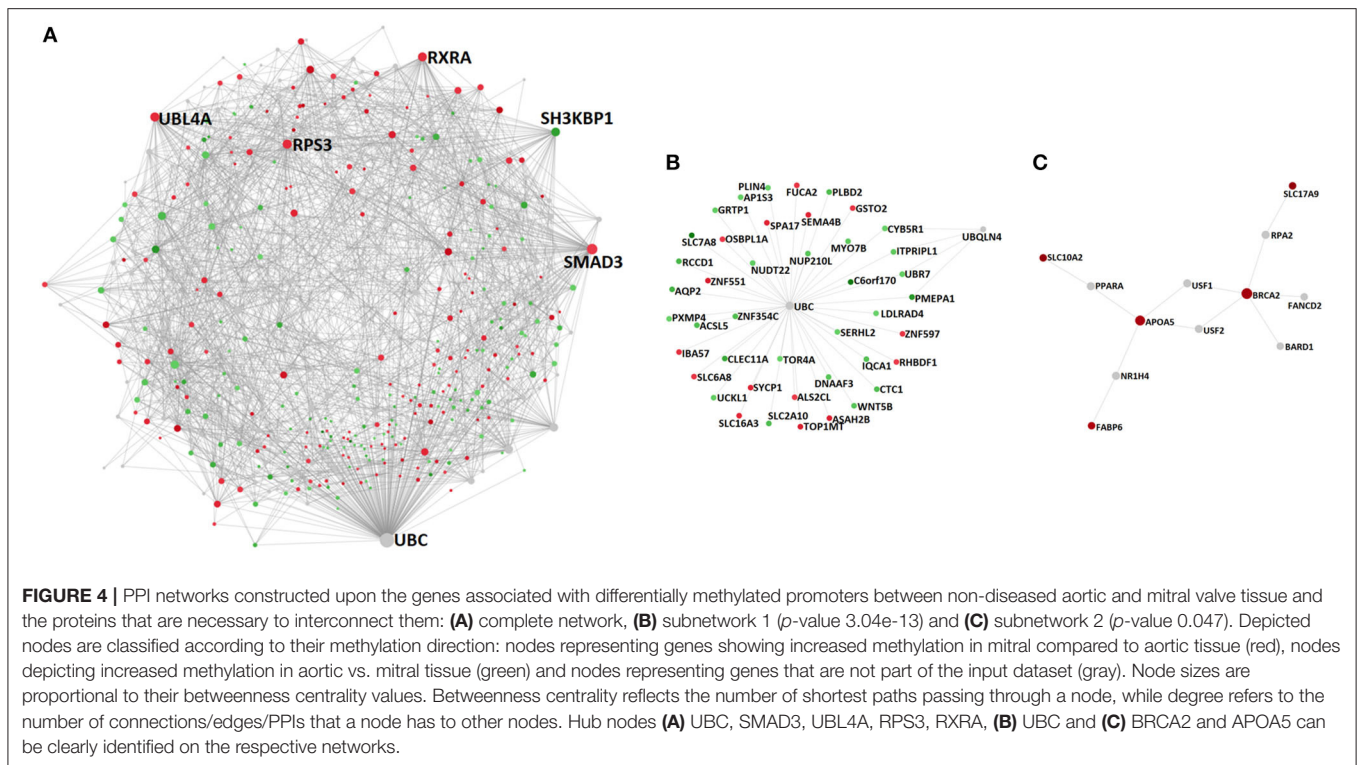 A
RXRA
UBL4A
SH3KBP1
RPS3
SMAD3
UBC
B
PLIN4
FUCA2
PLBD2
AP1S3
GRTP1
SPA17
SEMA4B
GSTO2
CYB5R1
SLC7A8
OSBPL1A
MYO7B
UBQLN4
RCCD1
NUDT22
NUP210L
ITPRIPL1
ZNF551
C6orf170
UBR7
AQP2
PMEPA1
UBC
PXMP4
ZNF354C
LDLRAD4
ACSL5
SERHL2
ZNF597
IBA57
CLEC11A
TOR4A
IQCA1
RHBDF1
SLC6A8
SYCP1
DNAAF3
CTC1
UCKL1
ALS2CL
WNT5B
SLC16A3
SLC2A10
ASAH2B
TOP1MT
C
SLC17A9
RPA2
SLC10A2
PPARA
USF1
BRCA2
FANCD2
APOA5
USF2
BARD1
NR1H4
FABP6
FIGURE 4 | PPI networks constructed upon the genes associated with differentially methylated promoters between non-diseased aortic and mitral valve tissue and
the proteins that are necessary to interconnect them: (A) complete network, (B) subnetwork 1 (p-value 3.04e-13) and (C) subnetwork 2 (p-value 0.047). Depicted
nodes are classified according to their methylation direction: nodes representing genes showing increased methylation in mitral compared to aortic tissue (red), nodes
depicting increased methylation in aortic vs. mitral tissue (green) and nodes representing genes that are not part of the input dataset (gray). Node sizes are
proportional to their betweenness centrality values. Betweenness centrality reflects the number of shortest paths passing through a node, while degree refers to the
number of connections/edges/PPIs that a node has to other nodes. Hub nodes (A) UBC, SMAD3, UBL4A, RPS3, RXRA, (B) UBC and (C) BRCA2 and APOA5 can
be clearly identified on the respective networks.